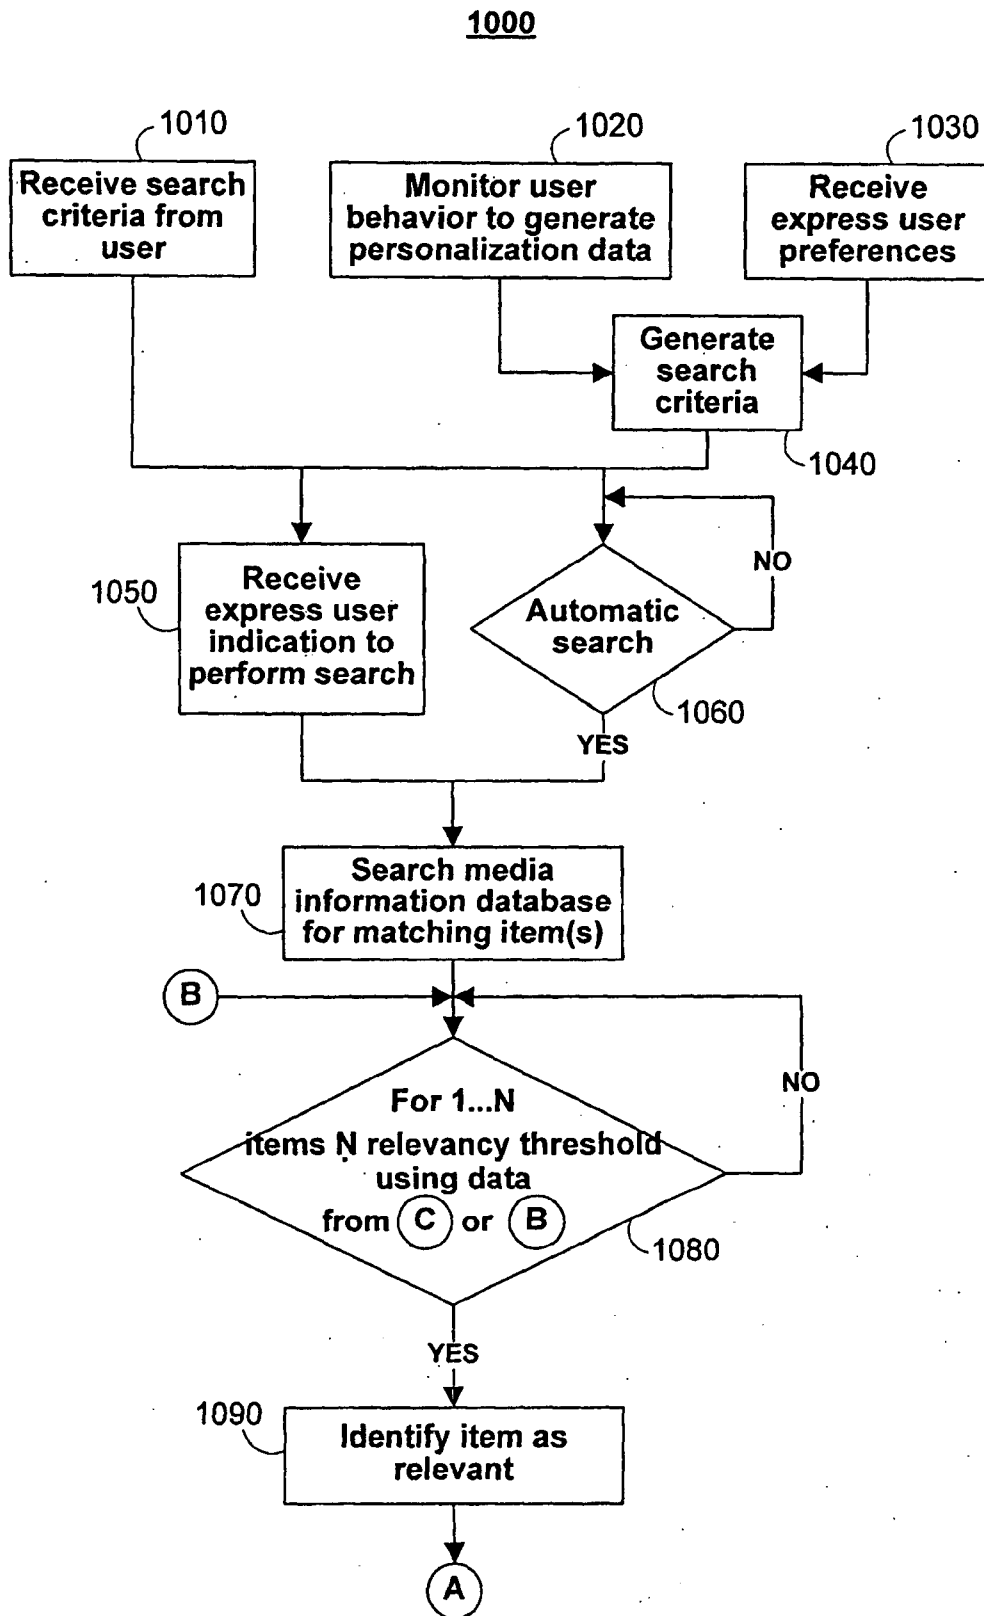 1000
1010
1020
1030
Receive search
criteria from
user
Monitor user
behavior to generate
personalization data
Receive
express user
preferences
Generate
search
criteria
1040
1050
Receive
express user
indication to
perform search
Automatic
search
NO
1060
YES
1070
Search media
information database
for matching item(s)
B
For 1...N
items N relevancy threshold
using data
from C or B
NO
1080
YES
1090
Identify item as
relevant
A